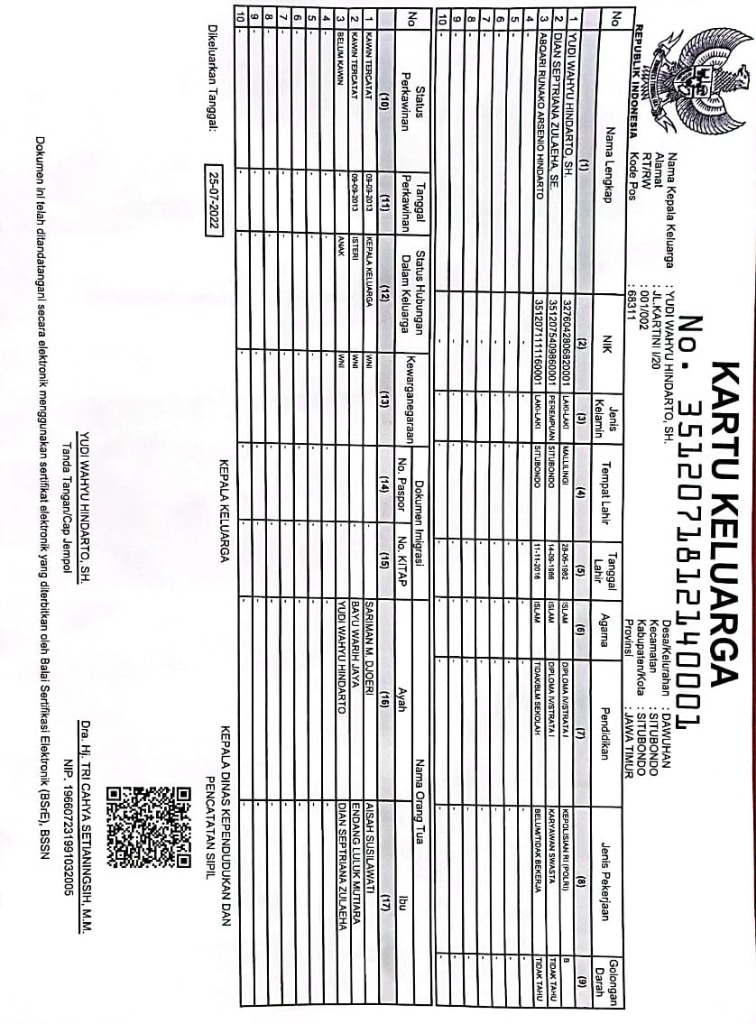 REPUBLIK INDONESIA
KARTU KELUARGA
No. 3512071812140001
Nama Kepala Keluarga : YUDI WAHYU HINDARTO, SH.
Alamat : JL.KARTINI I/20
RT/RW : 001/002
Kode Pos : 68311
Desa/Kelurahan : DAWUHAN
Kecamatan : SITUBONDO
Kabupaten/Kota : SITUBONDO
Provinsi : JAWA TIMUR
No Nama Lengkap NIK Jenis Kelamin Tempat Lahir Tanggal Lahir Agama Pendidikan Jenis Pekerjaan Golongan Darah
(1) (2) (3) (4) (5) (6) (7) (8) (9)
1 YUDI WAHYU HINDARTO, SH. 3276042806820001 LAKI-LAKI MALLILINGI 28-06-1982 ISLAM DIPLOMA IV/STRATA I KEPOLISIAN RI (POLRI) B
2 DIAN SEPTRIANA ZULAEHA, SE. 3512075409860001 PEREMPUAN SITUBONDO 14-09-1986 ISLAM DIPLOMA IV/STRATA I KARYAWAN SWASTA TIDAK TAHU
3 ABQARI RUNAKO ARSENIO HINDARTO 3512071111160001 LAKI-LAKI SITUBONDO 11-11-2016 ISLAM TIDAK/BLM SEKOLAH BELUM/TIDAK BEKERJA TIDAK TAHU
4 - - - - - - - - -
5 - - - - - - - - -
6 - - - - - - - - -
7 - - - - - - - - -
8 - - - - - - - - -
9 - - - - - - - - -
10 - - - - - - - - -
No Status Perkawinan Tanggal Perkawinan Status Hubungan Dalam Keluarga Kewarganegaraan Dokumen Imigrasi Nama Orang Tua
No. Paspor No. KITAP Ayah Ibu
(10) (11) (12) (13) (14) (15) (16) (17)
1 KAWIN TERCATAT 09-09-2013 KEPALA KELUARGA WNI - - SARIMAN M. DJOERI AISAH SUSILAWATI
2 KAWIN TERCATAT 09-09-2013 ISTERI WNI - - BAYU WARIH JAYA ENDANG LULUK MUTIARA
3 BELUM KAWIN - ANAK WNI - - YUDI WAHYU HINDARTO DIAN SEPTRIANA ZULAEHA
4 - - - - - - - -
5 - - - - - - - -
6 - - - - - - - -
7 - - - - - - - -
8 - - - - - - - -
9 - - - - - - - -
10 - - - - - - - -
Dikeluarkan Tanggal: 25-07-2022
KEPALA KELUARGA
YUDI WAHYU HINDARTO, SH.
Tanda Tangan/Cap Jempol
KEPALA DINAS KEPENDUDUKAN DAN
PENCATATAN SIPIL
Dra. Hj. TRI CAHYA SETIANINGSIH, M.M.
NIP. 196607231991032005
Dokumen ini telah ditandatangani secara elektronik menggunakan sertifikat elektronik yang diterbitkan oleh Balai Sertifikasi Elektronik (BSrE), BSSN